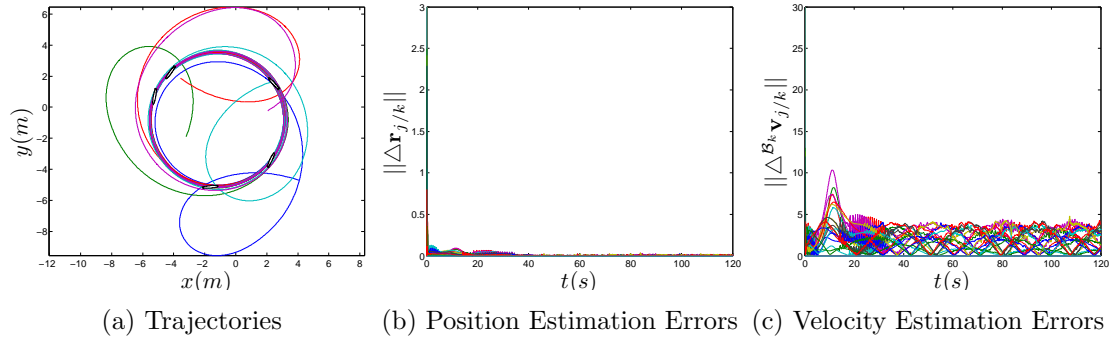 6
4
2
0
−2
−4
−6
−8
y(m)
−12 −10 −8 −6 −4 −2 0 2 4 6 8
x(m)
(a) Trajectories
3
2.5
2
1.5
1
0.5
0
||△r_{j/k}||
0 20 40 60 80 100 120
t(s)
(b) Position Estimation Errors
30
25
20
15
10
5
0
||△^{𝓑_k}v_{j/k}||
0 20 40 60 80 100 120
t(s)
(c) Velocity Estimation Errors